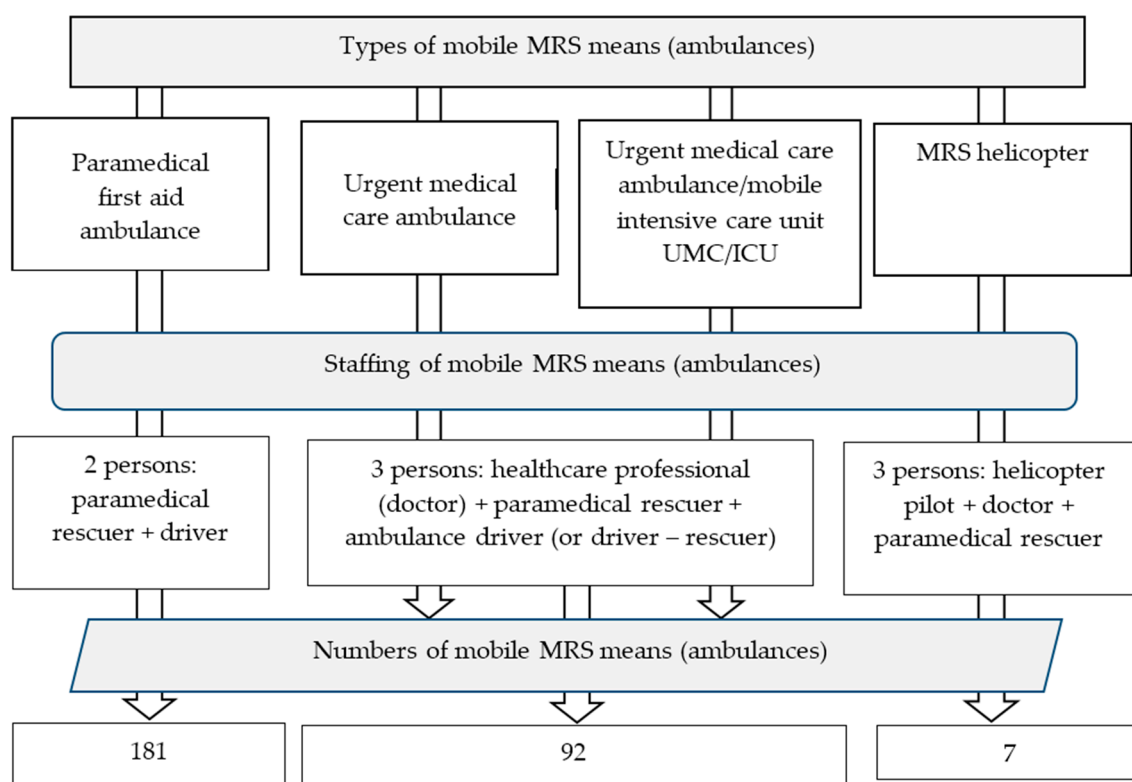 Types of mobile MRS means (ambulances)
Paramedical
first aid
ambulance
Urgent medical
care ambulance
Urgent medical care
ambulance/mobile
intensive care unit
UMC/ICU
MRS helicopter
Staffing of mobile MRS means (ambulances)
2 persons:
paramedical
rescuer + driver
3 persons: healthcare professional
(doctor) + paramedical rescuer +
ambulance driver (or driver – rescuer)
3 persons: helicopter
pilot + doctor +
paramedical rescuer
Numbers of mobile MRS means (ambulances)
181
92
7